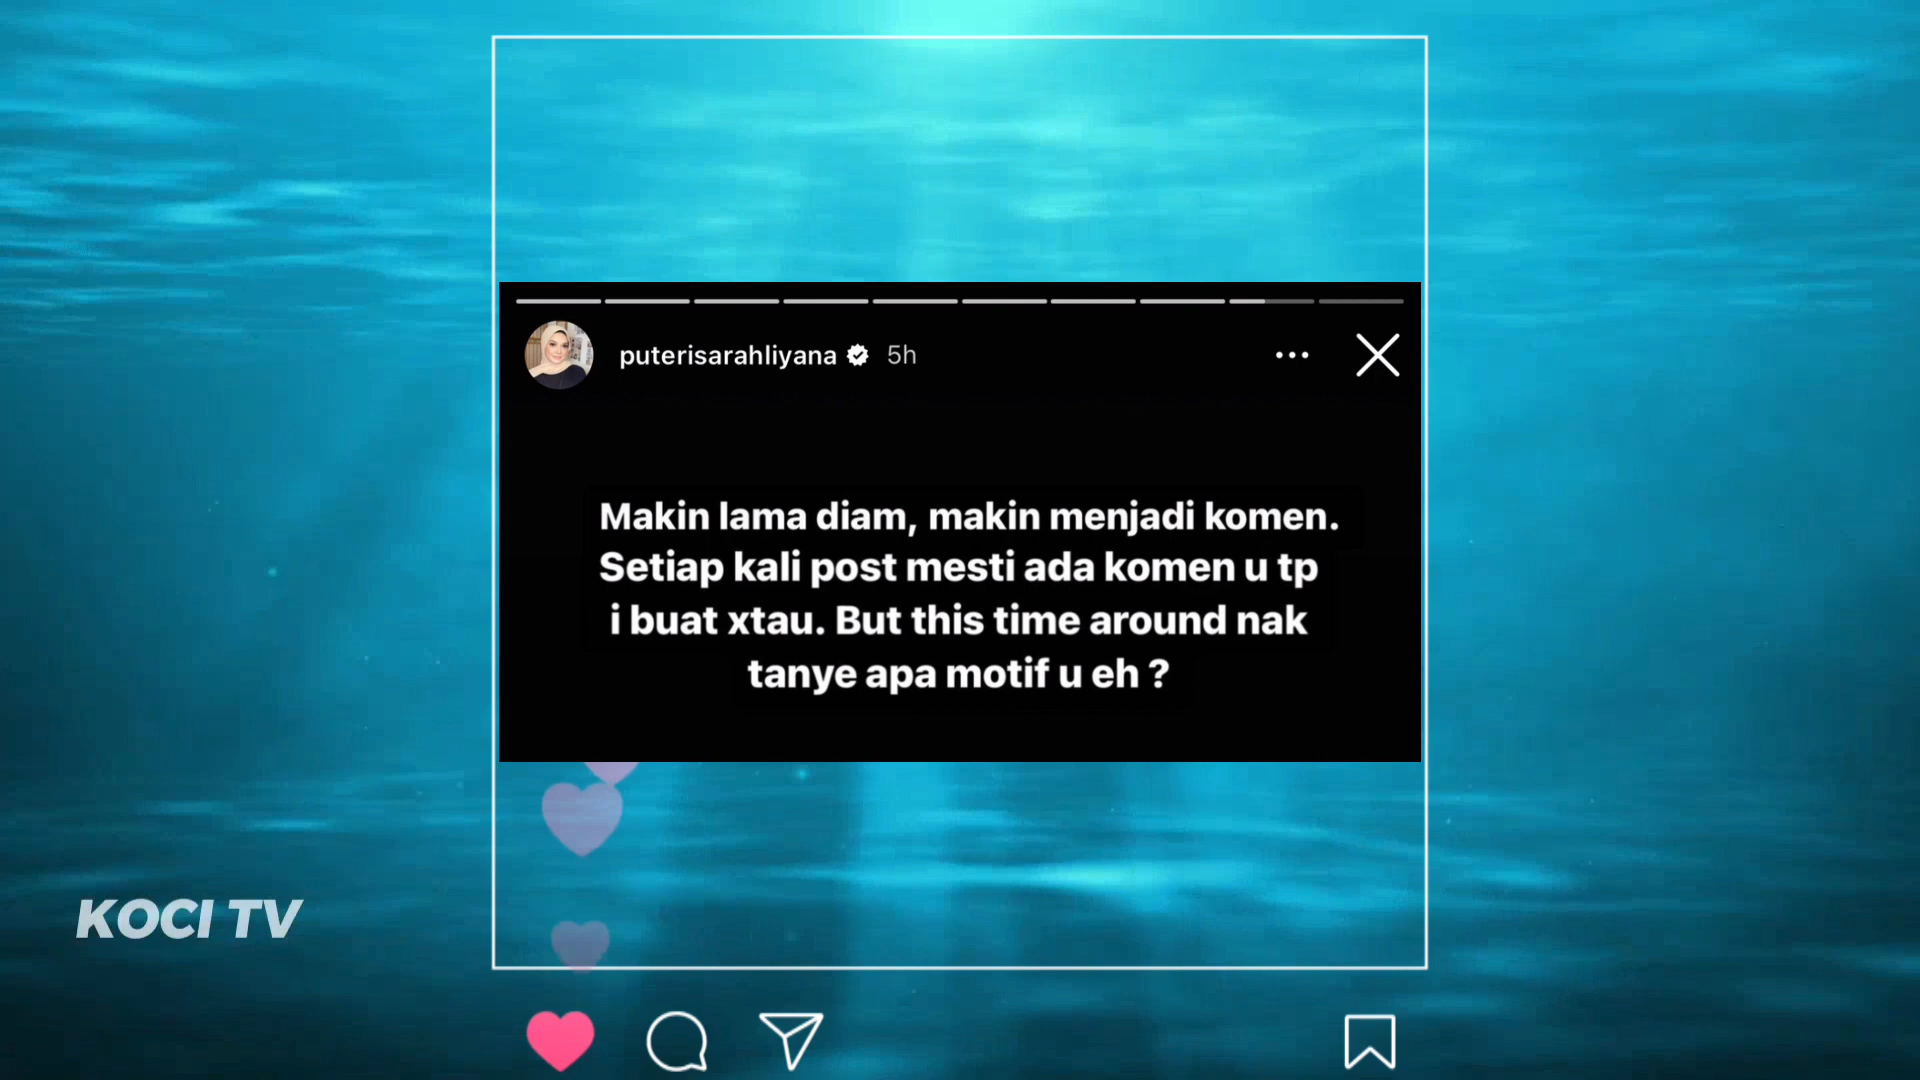 puterisarahliyana 5h
Makin lama diam, makin menjadi komen.
Setiap kali post mesti ada komen u tp
i buat xtau. But this time around nak
tanye apa motif u eh ?
KOCI TV